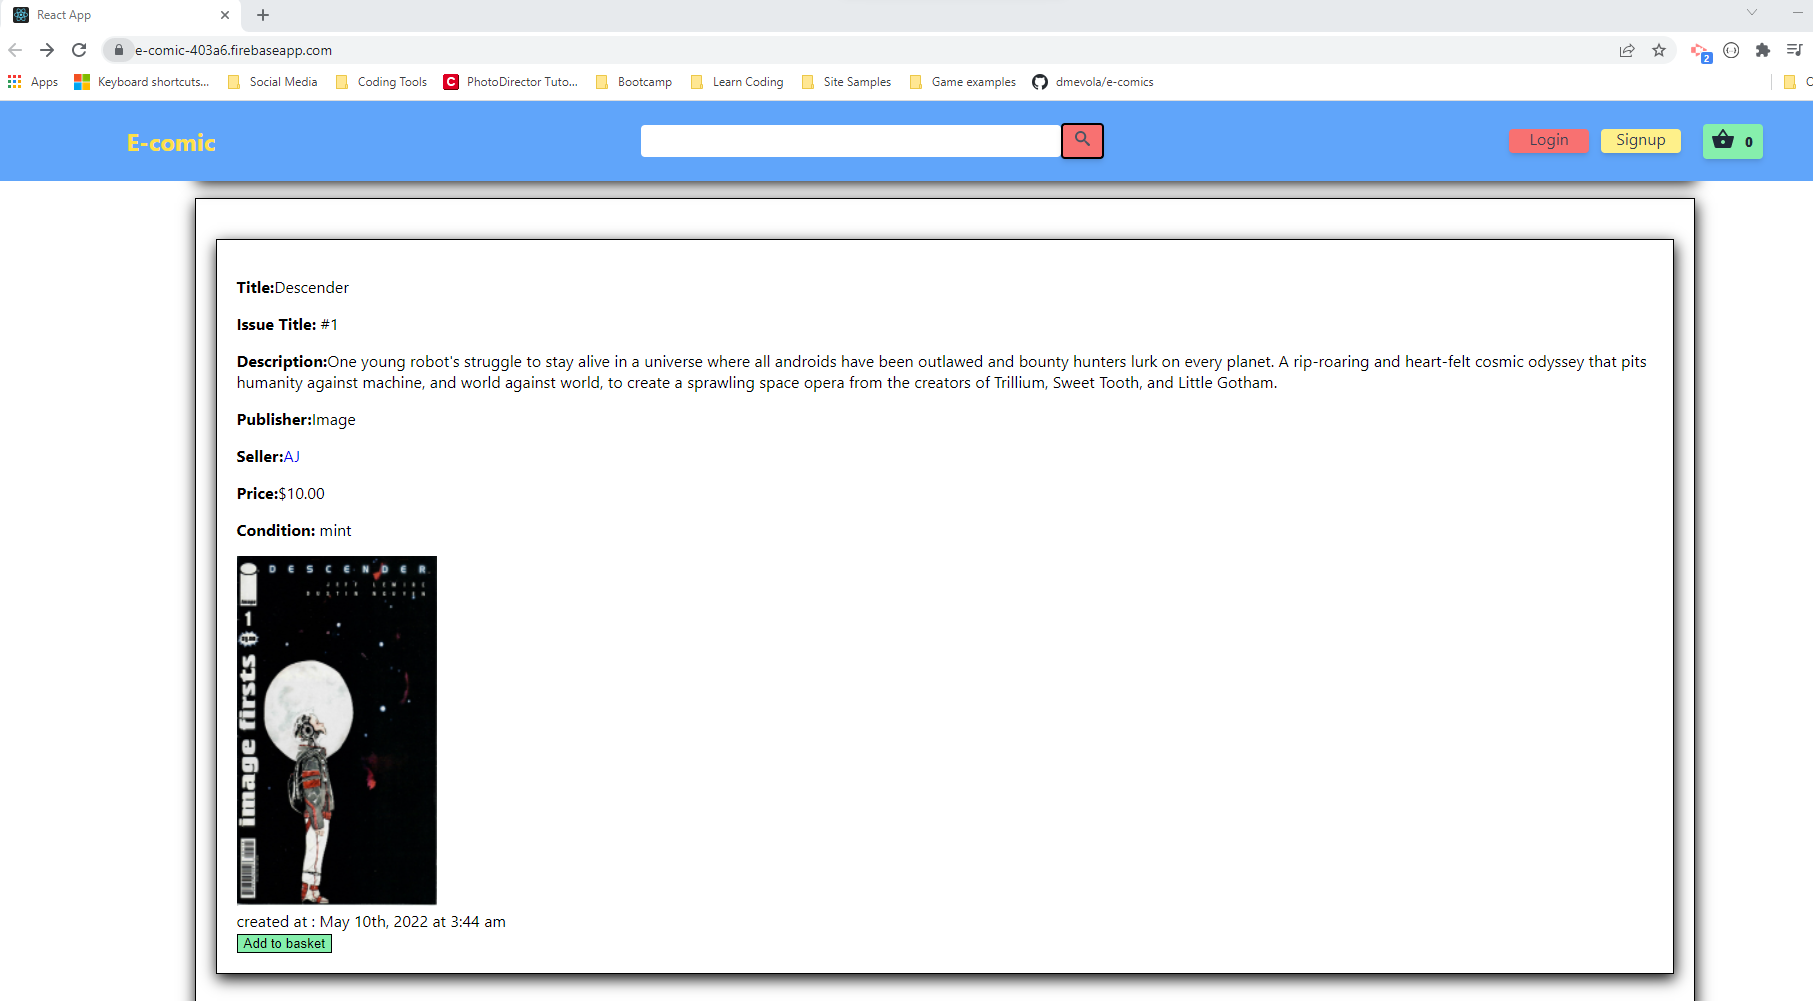 React App
e-comic-403a6.firebaseapp.com
2
Apps Keyboard shortcuts... Social Media Coding Tools C PhotoDirector Tuto... Bootcamp Learn Coding Site Samples Game examples dmevola/e-comics
E-comic Login Signup 0
Title:Descender
Issue Title: #1
Description:One young robot's struggle to stay alive in a universe where all androids have been outlawed and bounty hunters lurk on every planet. A rip-roaring and heart-felt cosmic odyssey that pits
humanity against machine, and world against world, to create a sprawling space opera from the creators of Trillium, Sweet Tooth, and Little Gotham.
Publisher:Image
Seller:AJ
Price:$10.00
Condition: mint
DESCENDER
JEFF LEMIRE
DUSTIN NGUYEN
1
image firsts
created at : May 10th, 2022 at 3:44 am
Add to basket